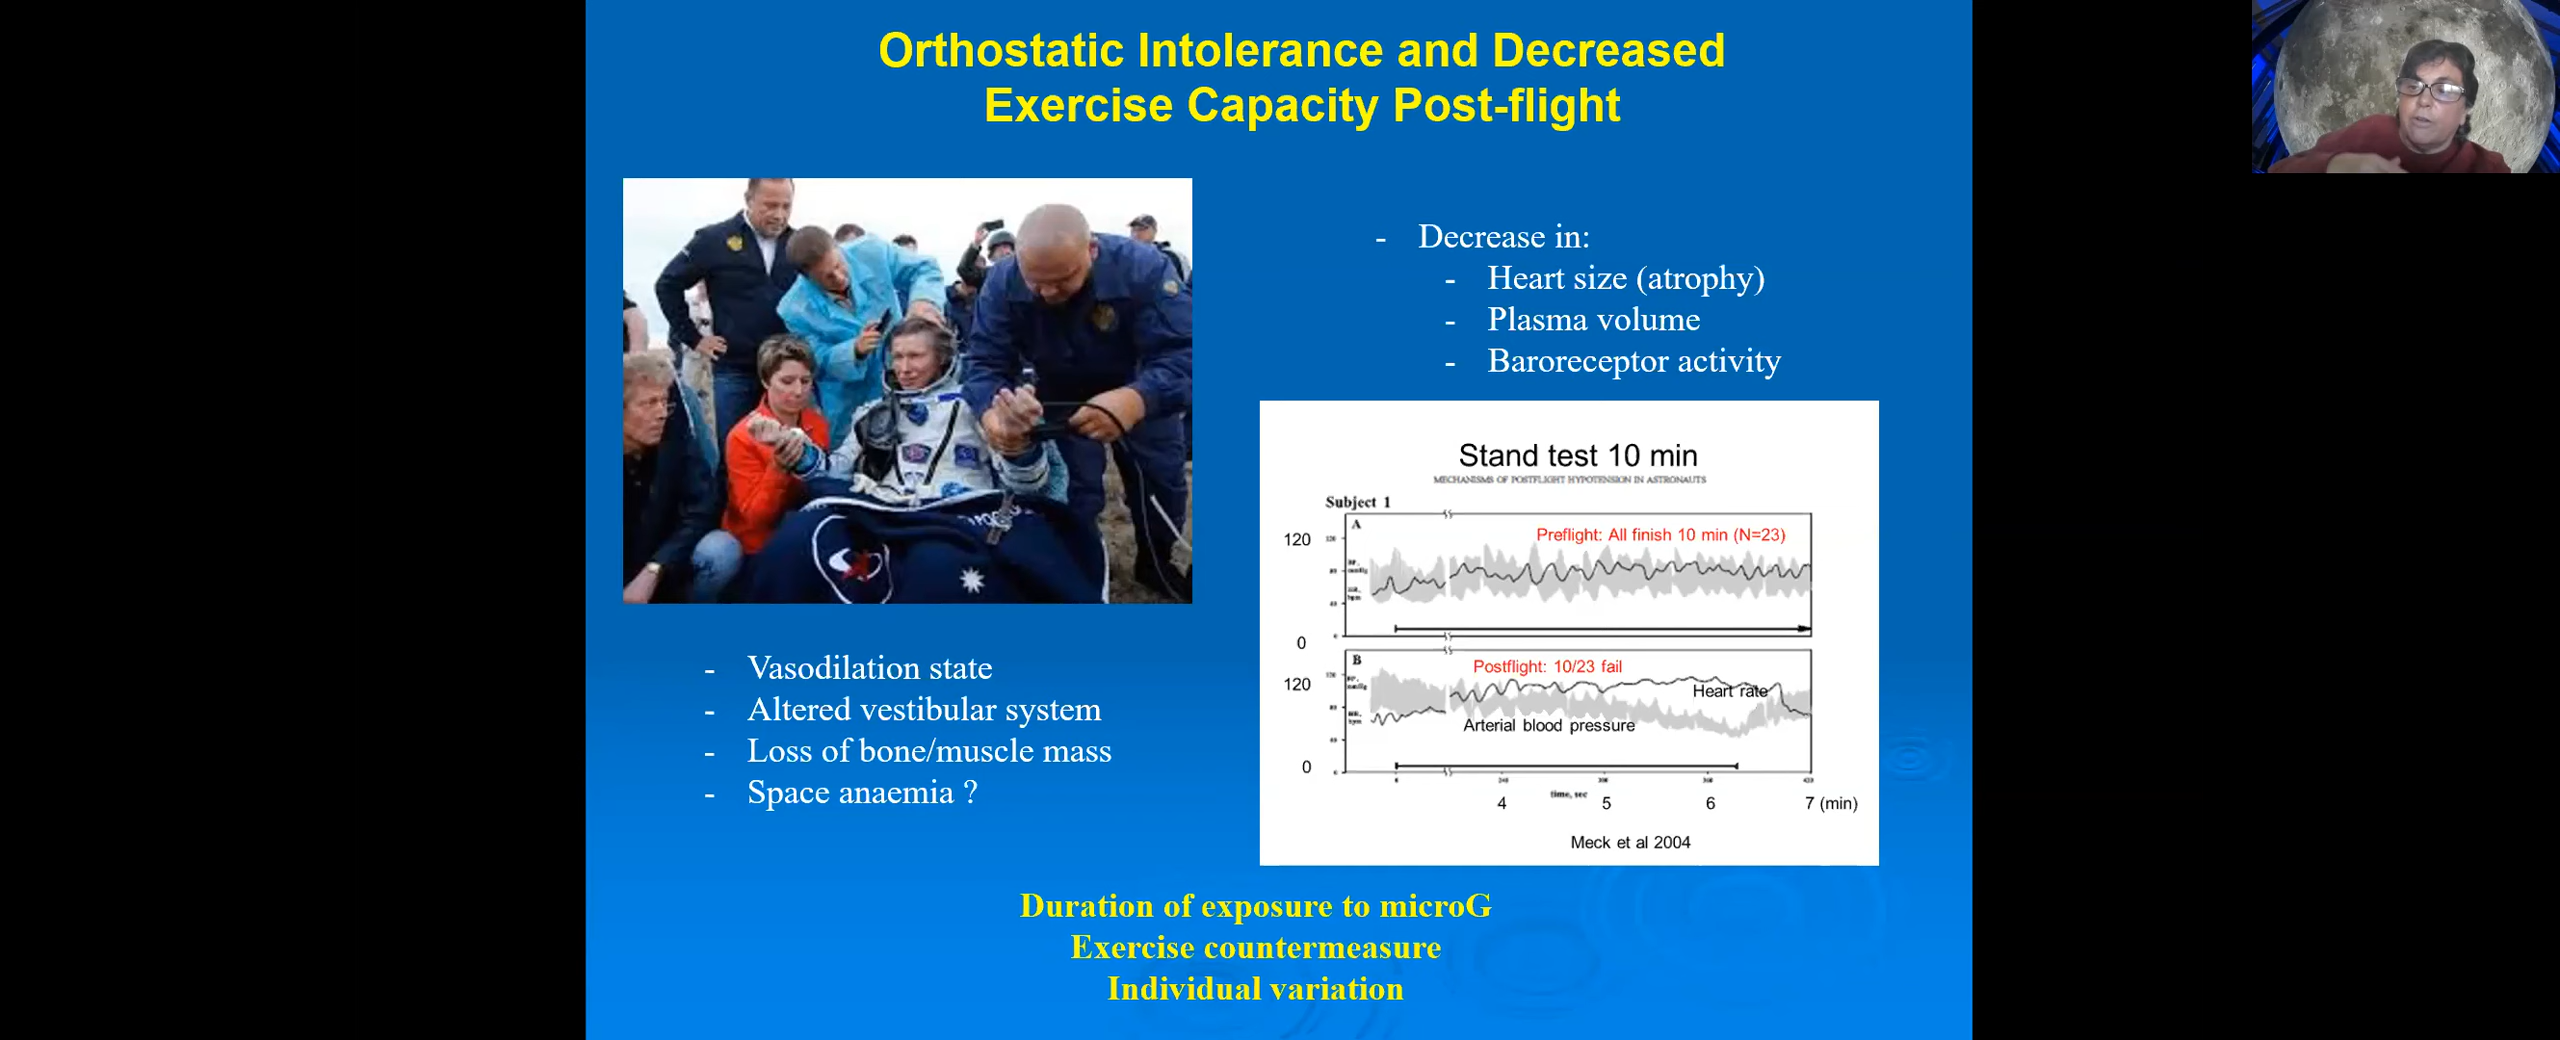 Orthostatic Intolerance and Decreased
Exercise Capacity Post-flight
- Decrease in:
- Heart size (atrophy)
- Plasma volume
- Baroreceptor activity
- Vasodilation state
- Altered vestibular system
- Loss of bone/muscle mass
- Space anaemia ?
Stand test 10 min
MECHANISMS OF POSTFLIGHT HYPOTENSION IN ASTRONAUTS
Subject 1
A
Preflight: All finish 10 min (N=23)
120
0
B
Postflight: 10/23 fail
120
Heart rate
Arterial blood pressure
0
time, sec
4 5 6 7 (min)
Meck et al 2004
Duration of exposure to microG
Exercise countermeasure
Individual variation